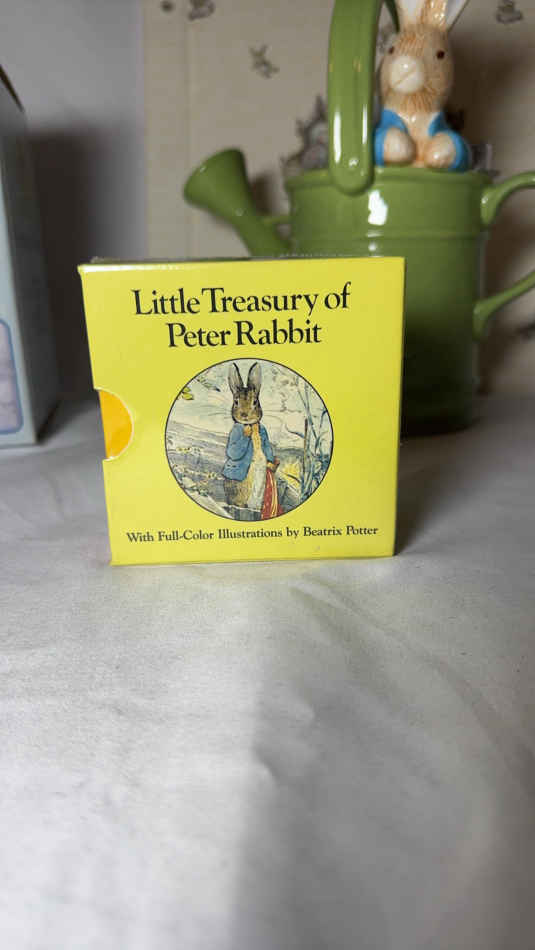 Little Treasury of
Peter Rabbit
With Full-Color Illustrations by Beatrix Potter